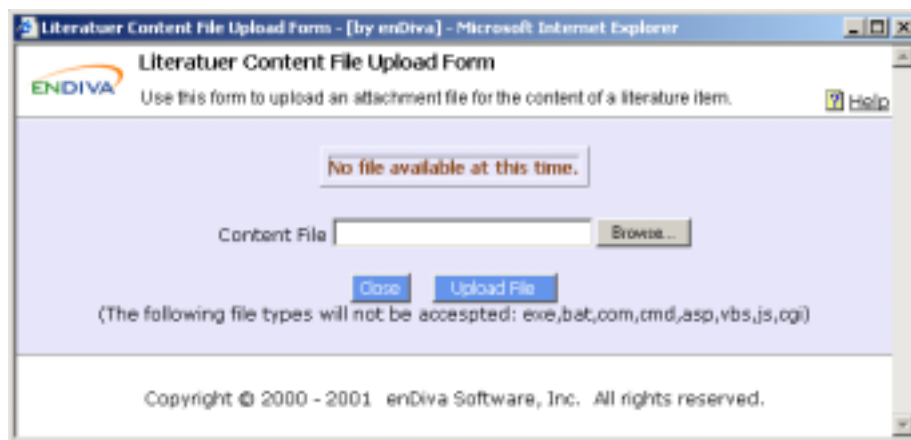 Literatuer Content File Upload Form - [by enDiva] - Microsoft Internet Explorer
ENDIVA
Literatuer Content File Upload Form
Use this form to upload an attachment file for the content of a literature item.
Help
No file available at this time.
Content File
Browse...
Close
Upload File
(The following file types will not be accespted: exe,bat,com,cmd,asp,vbs,js,cgi)
Copyright © 2000 - 2001 enDiva Software, Inc. All rights reserved.